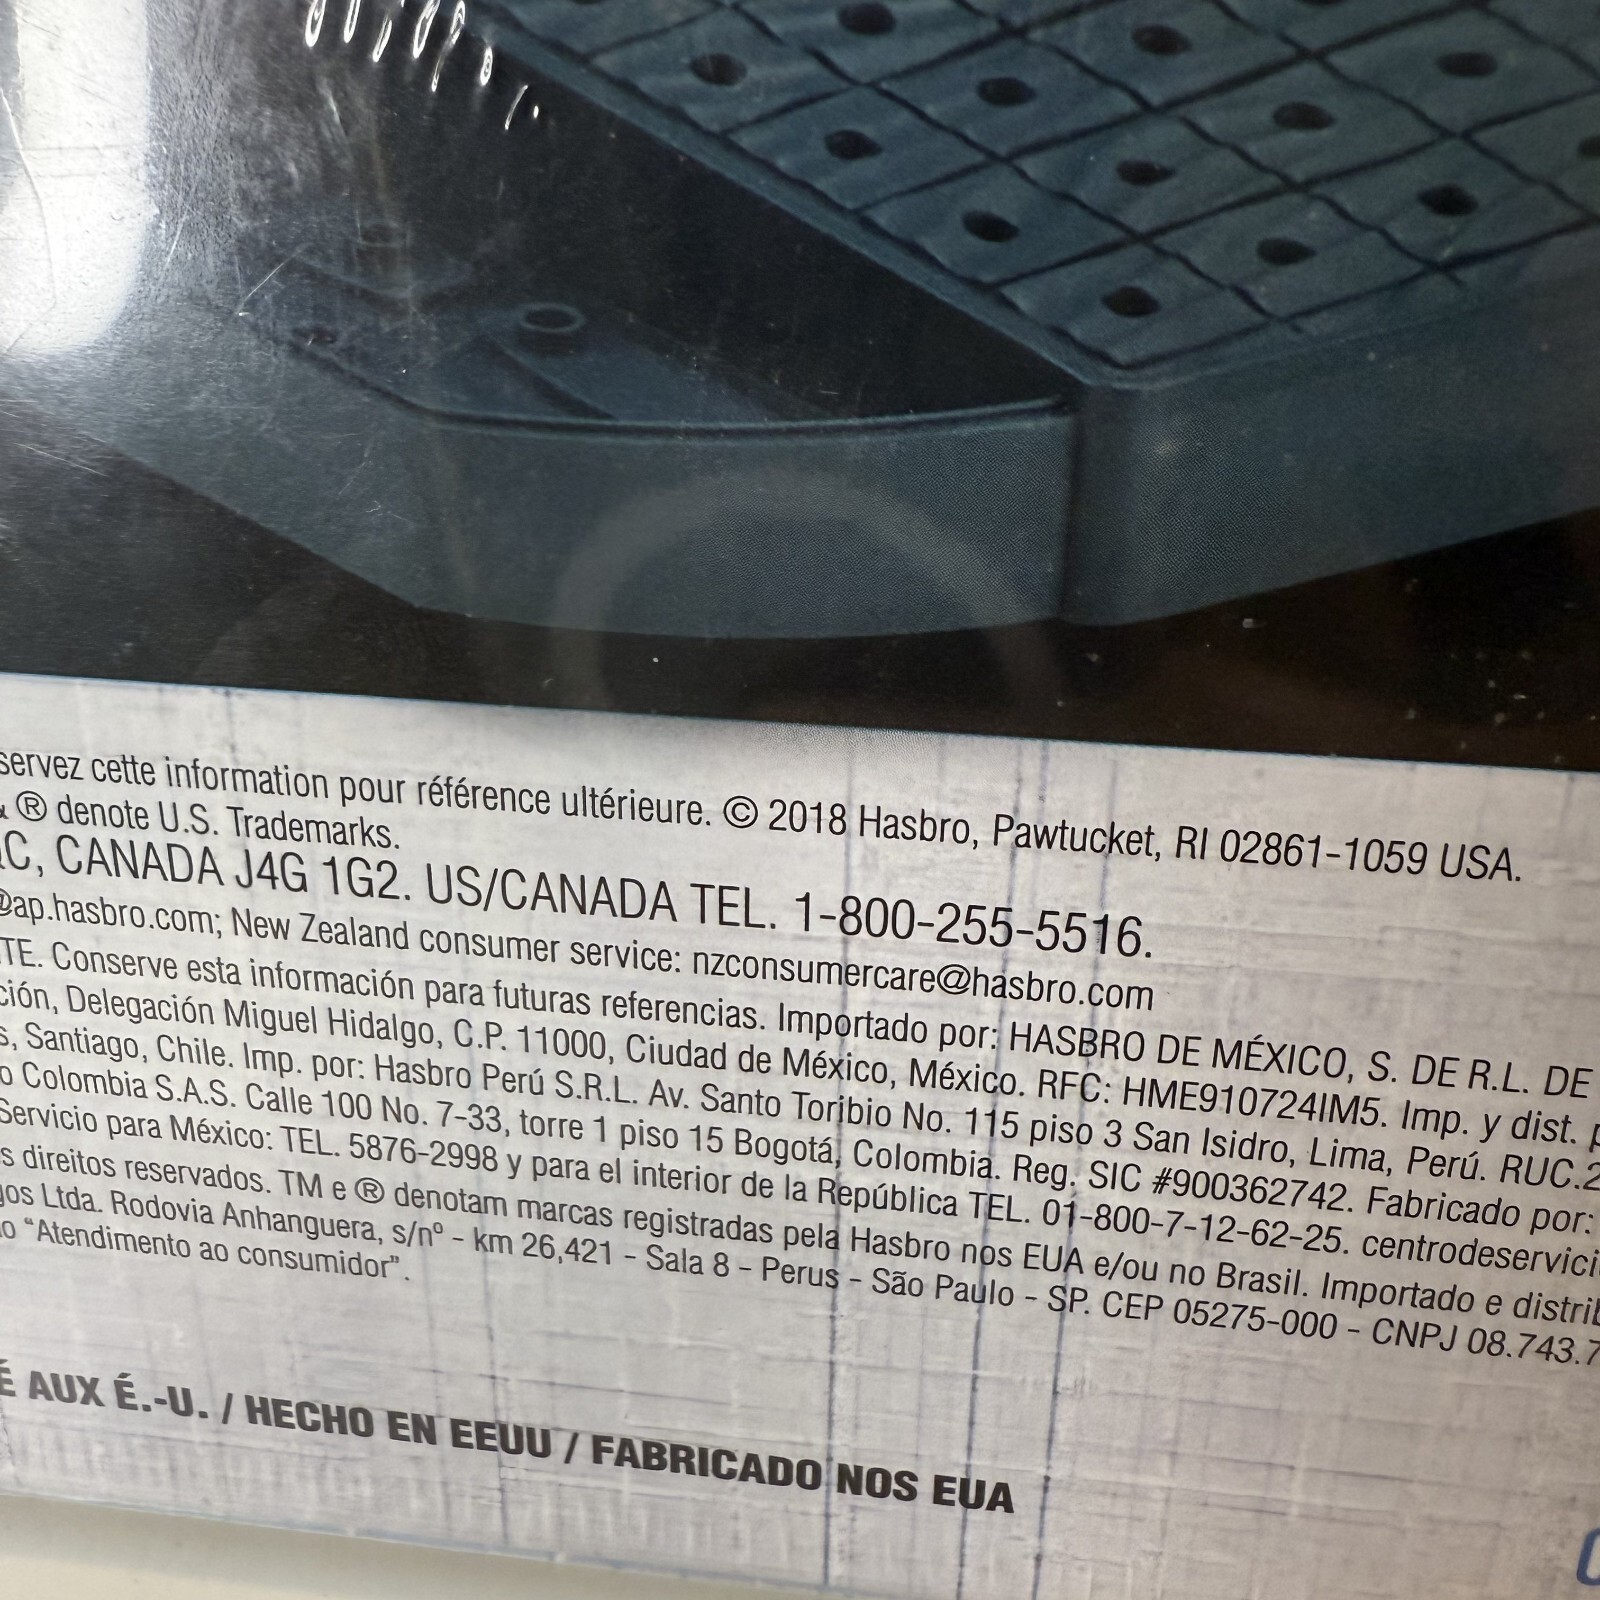 servez cette information pour référence ultérieure. © 2018 Hasbro, Pawtucket, RI 02861-1059 USA.
& ® denote U.S. Trademarks.
QC, CANADA J4G 1G2. US/CANADA TEL. 1-800-255-5516.
@ap.hasbro.com; New Zealand consumer service: nzconsumercare@hasbro.com
TE. Conserve esta información para futuras referencias. Importado por: HASBRO DE MÉXICO, S. DE R.L. DE
ción, Delegación Miguel Hidalgo, C.P. 11000, Ciudad de México, México. RFC: HME910724IM5. Imp. y dist. p
s, Santiago, Chile. Imp. por: Hasbro Perú S.R.L. Av. Santo Toribio No. 115 piso 3 San Isidro, Lima, Perú. RUC.2
o Colombia S.A.S. Calle 100 No. 7-33, torre 1 piso 15 Bogotá, Colombia. Reg. SIC #900362742. Fabricado por:
Servicio para México: TEL. 5876-2998 y para el interior de la República TEL. 01-800-7-12-62-25. centrodeservici
s direitos reservados. TM e ® denotam marcas registradas pela Hasbro nos EUA e/ou no Brasil. Importado e distrib
gos Ltda. Rodovia Anhanguera, s/nº - km 26,421 - Sala 8 - Perus - São Paulo - SP. CEP 05275-000 - CNPJ 08.743.7
o "Atendimento ao consumidor".
É AUX É.-U. / HECHO EN EEUU / FABRICADO NOS EUA